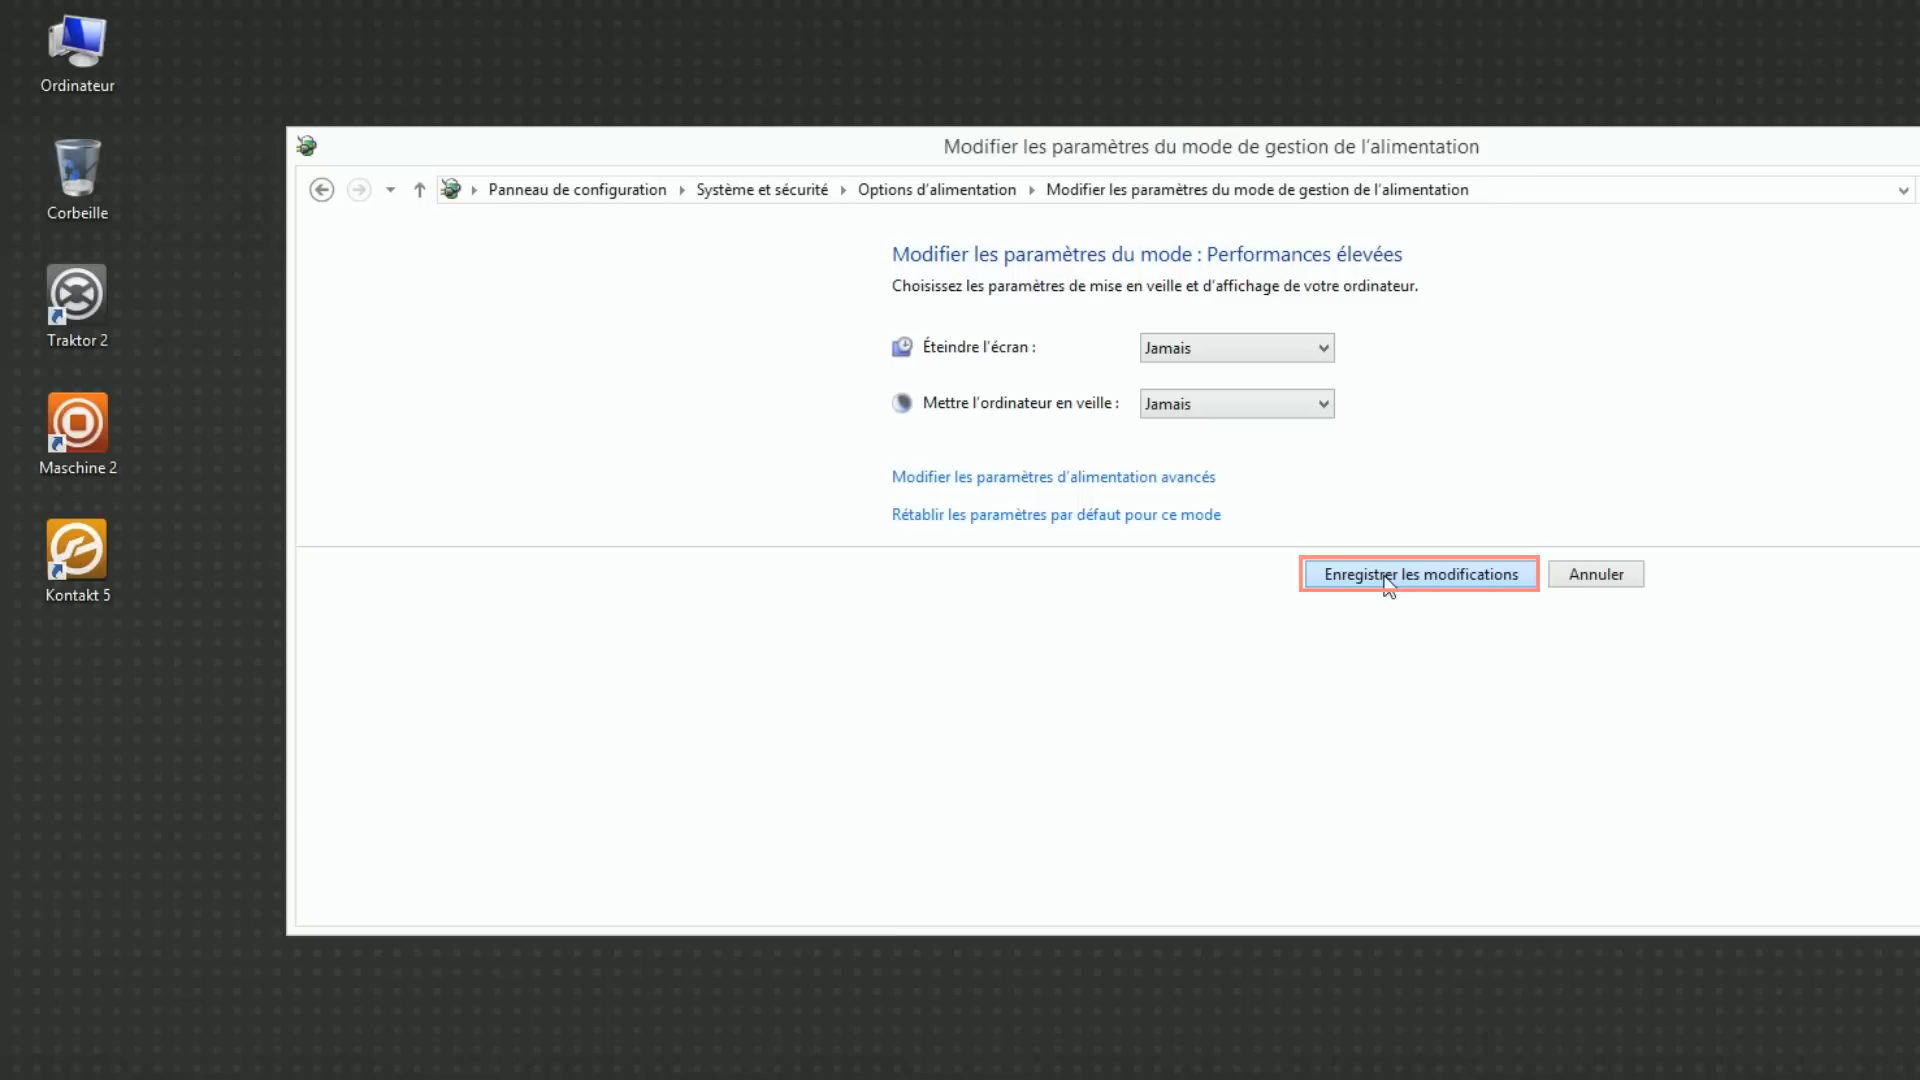 Ordinateur
Corbeille
Traktor 2
Maschine 2
Kontakt 5
Modifier les paramètres du mode de gestion de l'alimentation
Panneau de configuration
Système et sécurité
Options d'alimentation
Modifier les paramètres du mode de gestion de l'alimentation
Modifier les paramètres du mode : Performances élevées
Choisissez les paramètres de mise en veille et d'affichage de votre ordinateur.
Éteindre l'écran : Jamais
Mettre l'ordinateur en veille : Jamais
Modifier les paramètres d'alimentation avancés
Rétablir les paramètres par défaut pour ce mode
Enregistrer les modifications Annuler